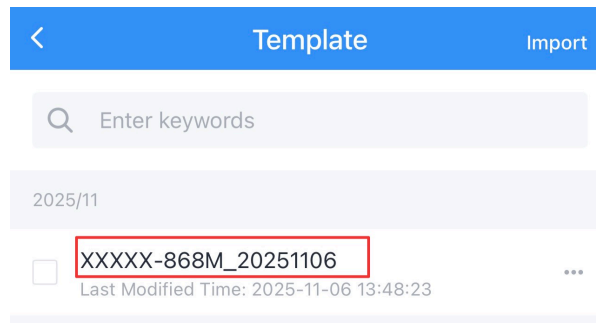 Template
Import
Enter keywords
2025/11
XXXXX-868M_20251106
Last Modified Time: 2025-11-06 13:48:23